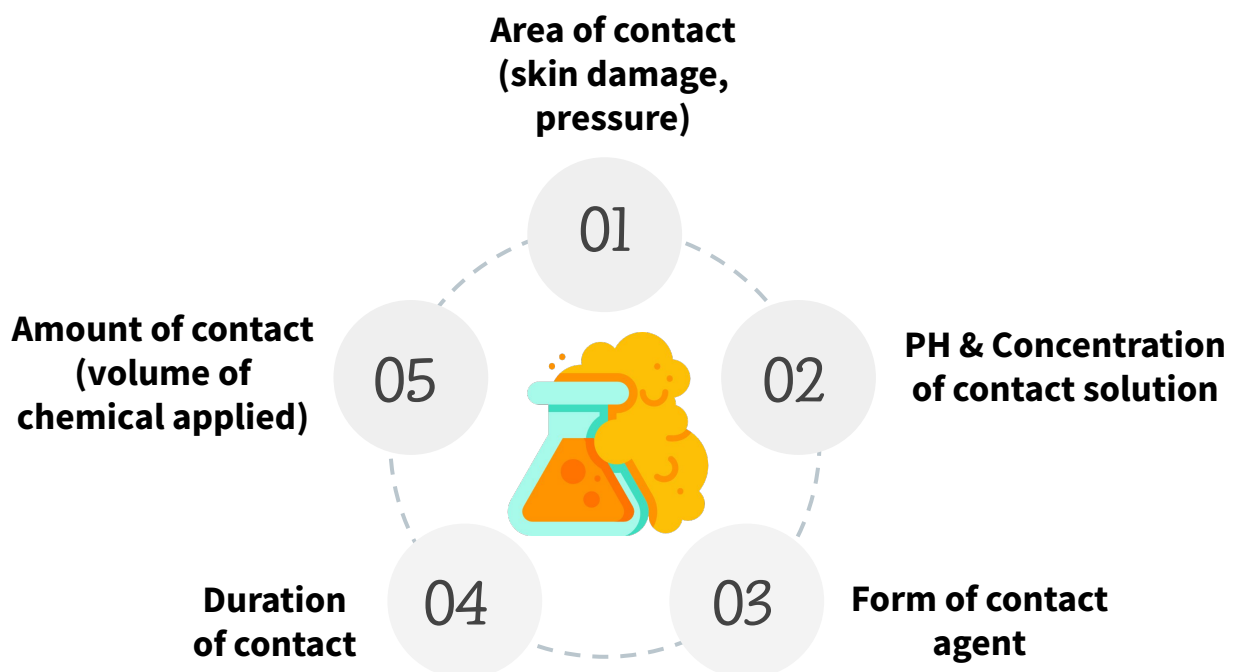 Area of contact
(skin damage,
pressure)
01
PH & Concentration
of contact solution
02
Form of contact
agent
03
Duration
of contact
04
Amount of contact
(volume of
chemical applied)
05